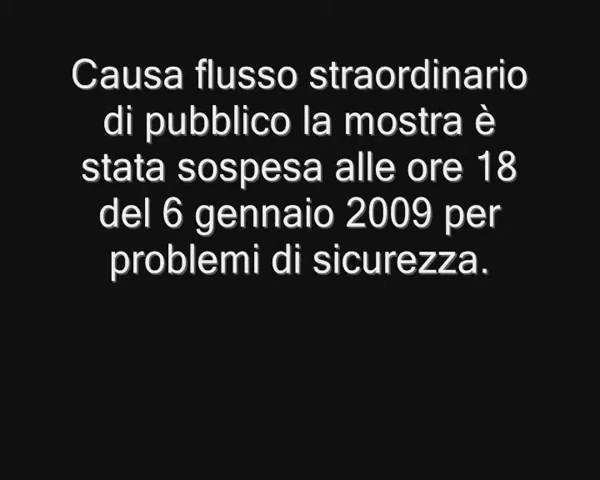 Causa flusso straordinario
di pubblico la mostra è
stata sospesa alle ore 18
del 6 gennaio 2009 per
problemi di sicurezza.